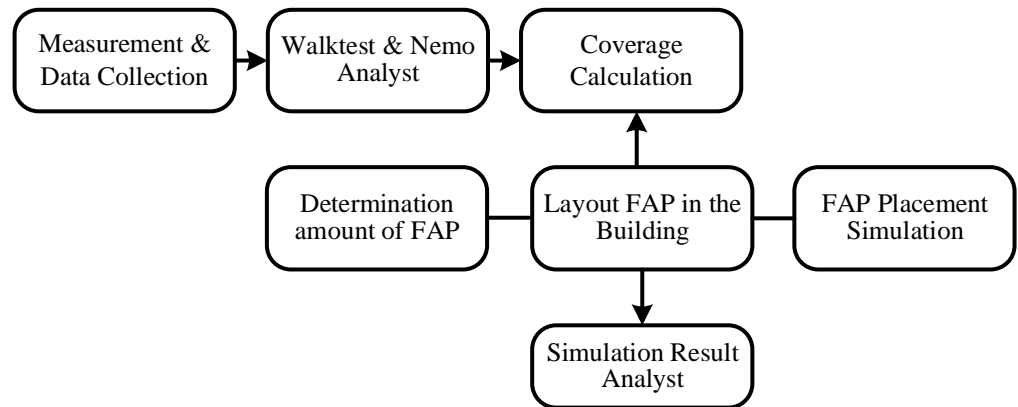 Measurement &
Data Collection
Walktest & Nemo
Analyst
Coverage
Calculation
Determination
amount of FAP
Layout FAP in the
Building
FAP Placement
Simulation
Simulation Result
Analyst